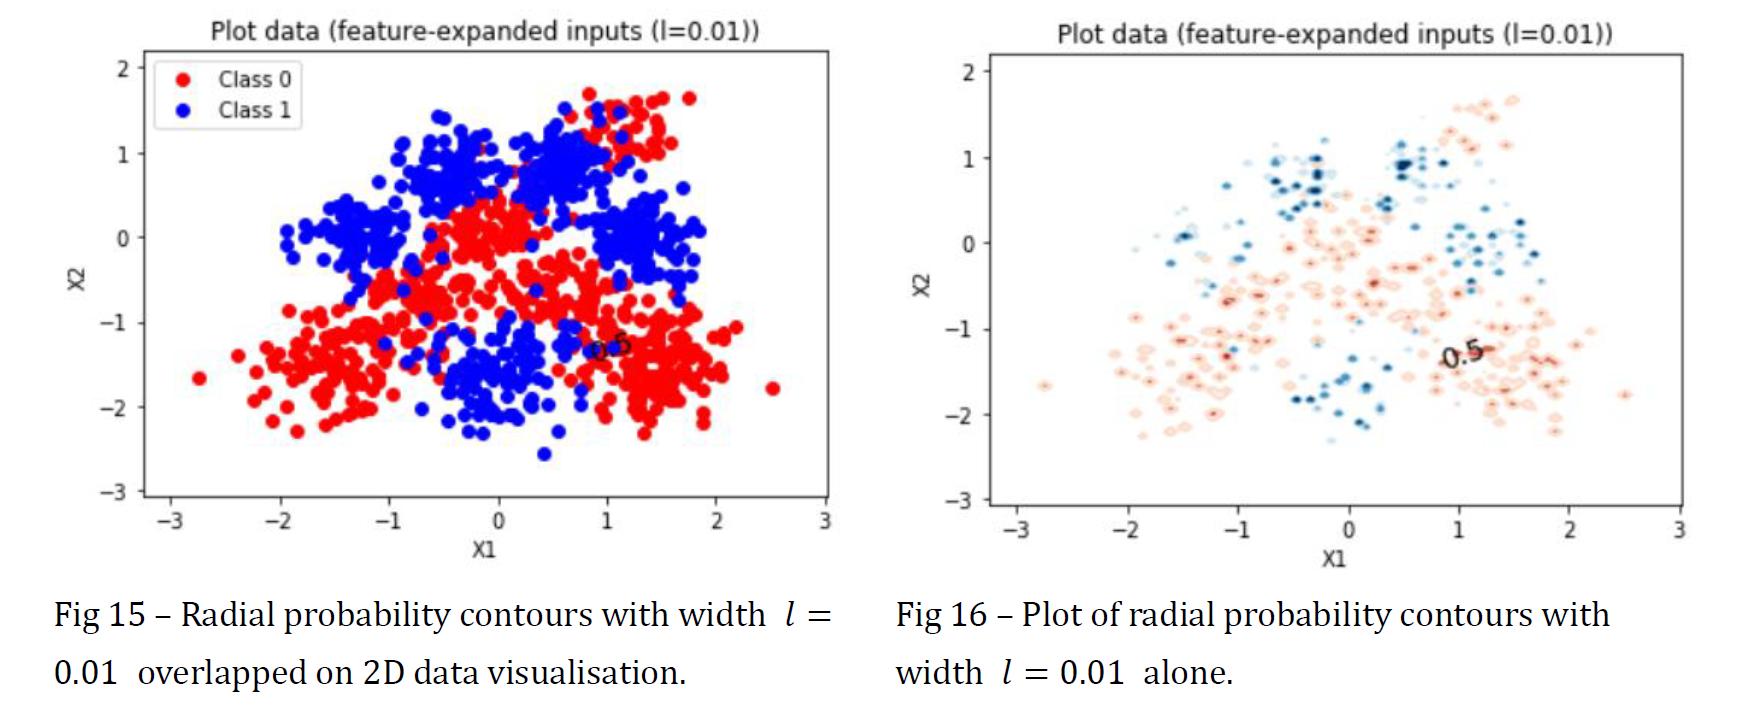 Plot data (feature-expanded inputs (l=0.01))
2
1
0
−1
−2
−3
X2
Class 0
Class 1
0.5
−3
−2
−1
0
1
2
3
X1
Plot data (feature-expanded inputs (l=0.01))
2
1
0
−1
−2
−3
X2
0.5
−3
−2
−1
0
1
2
3
X1
Fig 15 – Radial probability contours with width l =
0.01 overlapped on 2D data visualisation.
Fig 16 – Plot of radial probability contours with
width l = 0.01 alone.